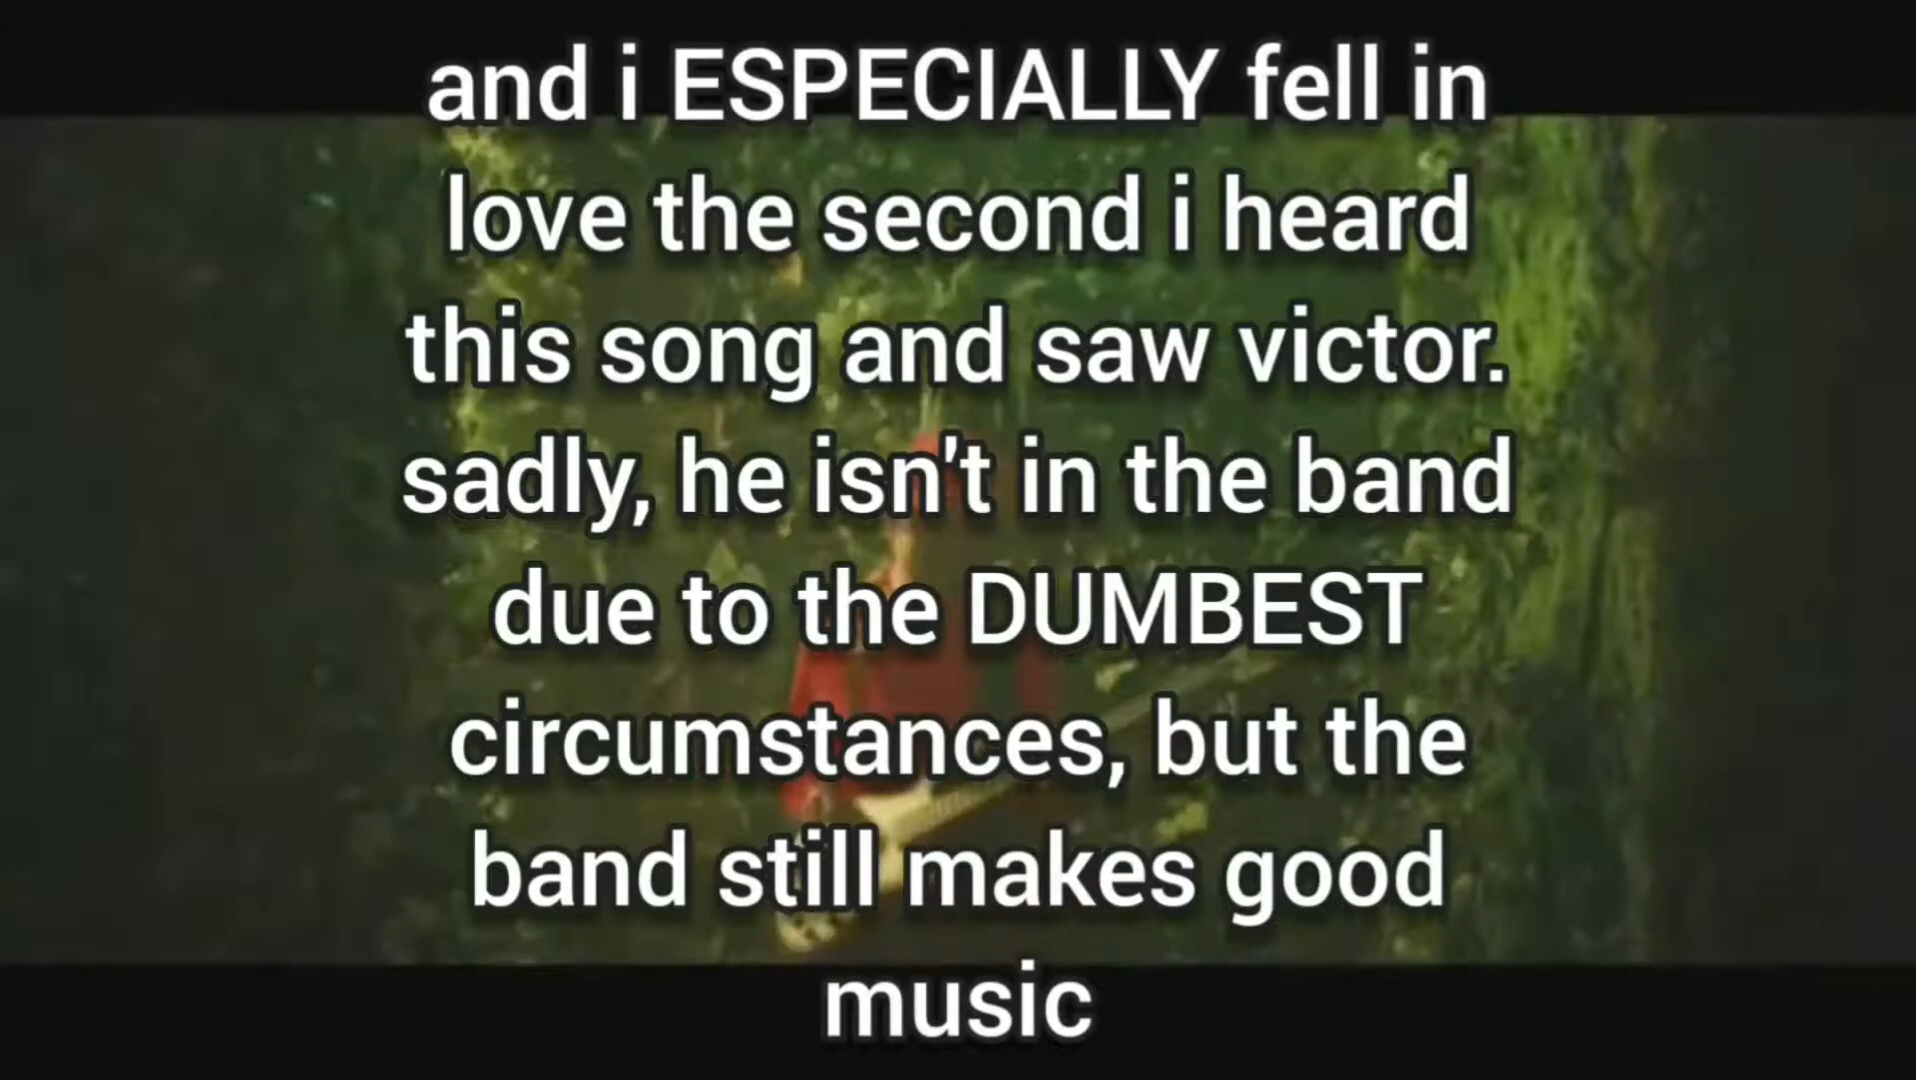 and i ESPECIALLY fell in
love the second i heard
this song and saw victor.
sadly, he isn't in the band
due to the DUMBEST
circumstances, but the
band still makes good
music